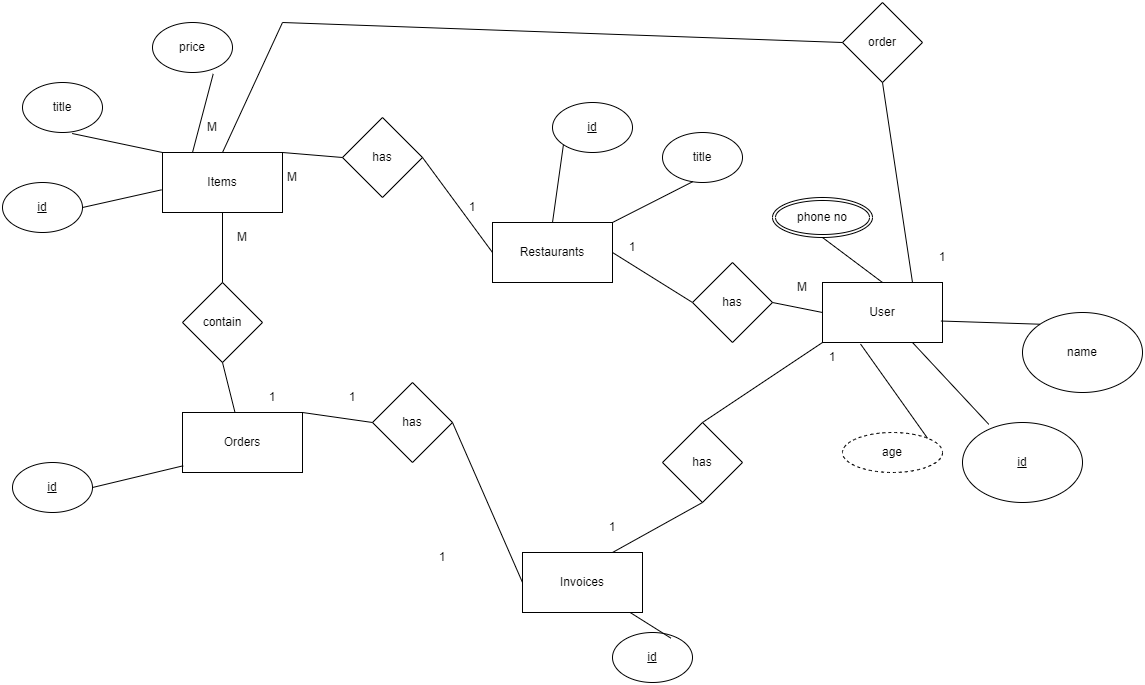 order
price
title
M
id
id
has
title
Items
M
id
1
phone no
M
1
Restaurants
1
M
has
User
contain
name
1
1
1
has
Orders
age
has
id
id
1
1
Invoices
id